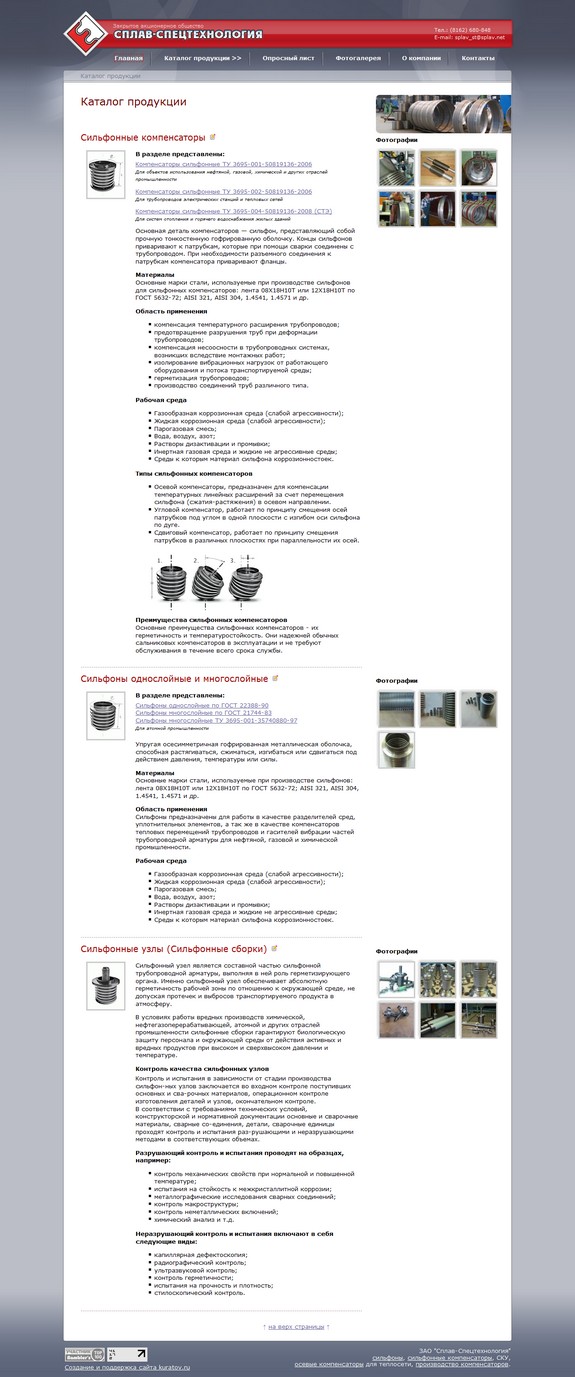 Закрытое акционерное общество
СПЛАВ-СПЕЦТЕХНОЛОГИЯ
Тел.: (8162) 680-848
E-mail: splav_st@splav.net
Главная Каталог продукции >> Опросный лист Фотогалерея О компании Контакты
Каталог продукции
Каталог продукции
Сильфонные компенсаторы
Фотографии
В разделе представлены:
Компенсаторы сильфонные ТУ 3695-001-50819136-2006
Для объектов использования нефтяной, газовой, химической и других отраслей
промышленности
Компенсаторы сильфонные ТУ 3695-002-50819136-2006
Для трубопроводов электрических станций и тепловых сетей
Компенсаторы сильфонные ТУ 3695-004-50819136-2008 (СТЭ)
Для систем отопления и горячего водоснабжения жилых зданий
Основная деталь компенсаторов — сильфон, представляющий собой
прочную тонкостенную гофрированную оболочку. Концы сильфонов
приваривают к патрубкам, которые при помощи сварки соединены с
трубопроводом. При необходимости разъемного соединения к
патрубкам компенсатора приваривают фланцы.
Материалы
Основные марки стали, используемые при производстве сильфонов
для сильфонных компенсаторов: лента 08Х18Н10Т или 12Х18Н10Т по
ГОСТ 5632-72; AISI 321, AISI 304, 1.4541, 1.4571 и др.
Область применения
• компенсация температурного расширения трубопроводов;
• предотвращение разрушения труб при деформации
трубопроводов;
• компенсация несоосности в трубопроводных системах,
возникших вследствие монтажных работ;
• изолирование вибрационных нагрузок от работающего
оборудования и потока транспортируемой среды;
• герметизация трубопроводов;
• производство соединений труб различного типа.
Рабочая среда
• Газообразная коррозионная среда (слабой агрессивности);
• Жидкая коррозионная среда (слабой агрессивности);
• Парогазовая смесь;
• Вода, воздух, азот;
• Растворы дизактивации и промывки;
• Инертная газовая среда и жидкие не агрессивные среды;
• Среды к которым материал сильфона коррозионностоек.
Типы сильфонных компенсаторов
• Осевой компенсаторы, предназначен для компенсации
температурных линейных расширений за счет перемещения
сильфона (сжатия-растяжения) в осевом направлении.
• Угловой компенсатор, работает по принципу смещения осей
патрубков под углом в одной плоскости с изгибом оси сильфона
по дуге.
• Сдвиговый компенсатор, работает по принципу смещения
патрубков в различных плоскостях при параллельности их осей.
1. 2. 3.
Преимущества сильфонных компенсаторов
Основные преимущества сильфонных компенсаторов – их
герметичность и температуростойкость. Они надежней обычных
сальниковых компенсаторов в эксплуатации и не требуют
обслуживания в течение всего срока службы.
Сильфоны однослойные и многослойные
Фотографии
В разделе представлены:
Сильфоны однослойные по ГОСТ 22388-90
Сильфоны многослойные по ГОСТ 21744-83
Сильфоны многослойные ТУ 3695-001-35740880-97
Для атомной промышленности
Упругая осесимметричная гофрированная металлическая оболочка,
способная растягиваться, сжиматься, изгибаться или сдвигаться под
действием давления, температуры или силы.
Материалы
Основные марки стали, используемые при производстве сильфонов:
лента 08Х18Н10Т или 12Х18Н10Т по ГОСТ 5632-72; AISI 321, AISI 304,
1.4541, 1.4571 и др.
Область применения
Сильфоны предназначены для работы в качестве разделителей сред,
уплотнительных элементов, а так же в качестве компенсаторов
тепловых перемещений трубопроводов и гасителей вибрации частей
трубопроводной арматуры для нефтяной, газовой и химической
промышленности.
Рабочая среда
• Газообразная коррозионная среда (слабой агрессивности);
• Жидкая коррозионная среда (слабой агрессивности);
• Парогазовая смесь;
• Вода, воздух, азот;
• Растворы дизактивации и промывки;
• Инертная газовая среда и жидкие не агрессивные среды;
• Среды к которым материал сильфона коррозионностоек.
Сильфонные узлы (Сильфонные сборки)
Фотографии
Сильфонный узел является составной частью сильфонной
трубопроводной арматуры, выполняя в ней роль герметизирующего
органа. Именно сильфонный узел обеспечивает абсолютную
герметичность рабочей зоны по отношению к окружающей среде, не
допуская протечек и выбросов транспортируемого продукта в
атмосферу.
В условиях работы вредных производств химической,
нефтегазоперерабатывающей, атомной и других отраслей
промышленности сильфонные сборки гарантируют биологическую
защиту персонала и окружающей среды от действия активных и
вредных продуктов при высоком и сверхвысоком давлении и
температуре.
Контроль качества сильфонных узлов
Контроль и испытания в зависимости от стадии производства
сильфон-ных узлов заключается во входном контроле поступивших
основных и сва-рочных материалов, операционном контроле
изготовления деталей и узлов, окончательном контроле.
В соответствии с требованиями технических условий,
конструкторской и нормативной документации основные и сварочные
материалы, сварные со-единения, детали, сварочные единицы
проходят контроль и испытания раз-рушающими и неразрушающими
методами в соответствующих объемах.
Разрушающий контроль и испытания проводят на образцах,
например:
• контроль механических свойств при нормальной и повышенной
температуре;
• испытания на стойкость к межкристаллитной коррозии;
• металлографические исследования сварных соединений;
• контроль макроструктуры;
• контроль неметаллических включений;
• химический анализ и т.д.
Неразрушающий контроль и испытания включают в себя
следующие виды:
• капиллярная дефектоскопия;
• радиографический контроль;
• ультразвуковой контроль;
• контроль герметичности;
• испытания на прочность и плотность;
• стилоскопический контроль.
↑ на верх страницы ↑
ЗАО "Сплав-Спецтехнология"
сильфоны, сильфонные компенсаторы, СКУ,
осевые компенсаторы для теплосети, производство компенсаторов.
Создание и поддержка сайта kuratov.ru